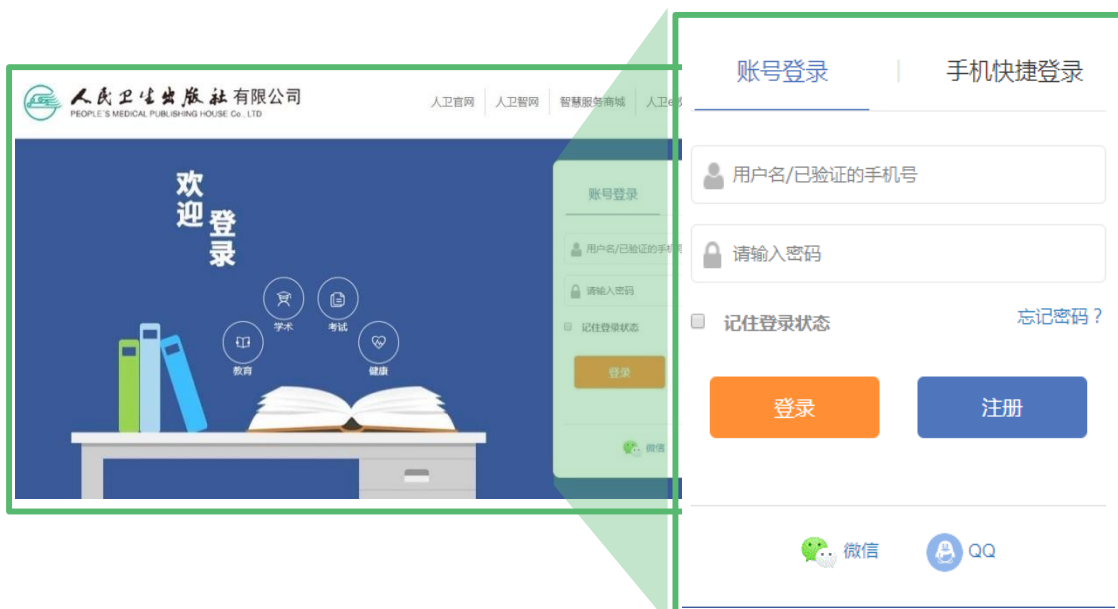 人民卫生出版社有限公司
PEOPLE'S MEDICAL PUBLISHING HOUSE Co., LTD
人卫官网
人卫智网
智慧服务商城
人卫e
欢迎
登录
学术
考试
教育
健康
账号登录
用户名/已验证的手机
请输入密码
记住登录状态
登录
微信
账号登录
手机快捷登录
用户名/已验证的手机号
请输入密码
记住登录状态
忘记密码?
登录
注册
微信
QQ